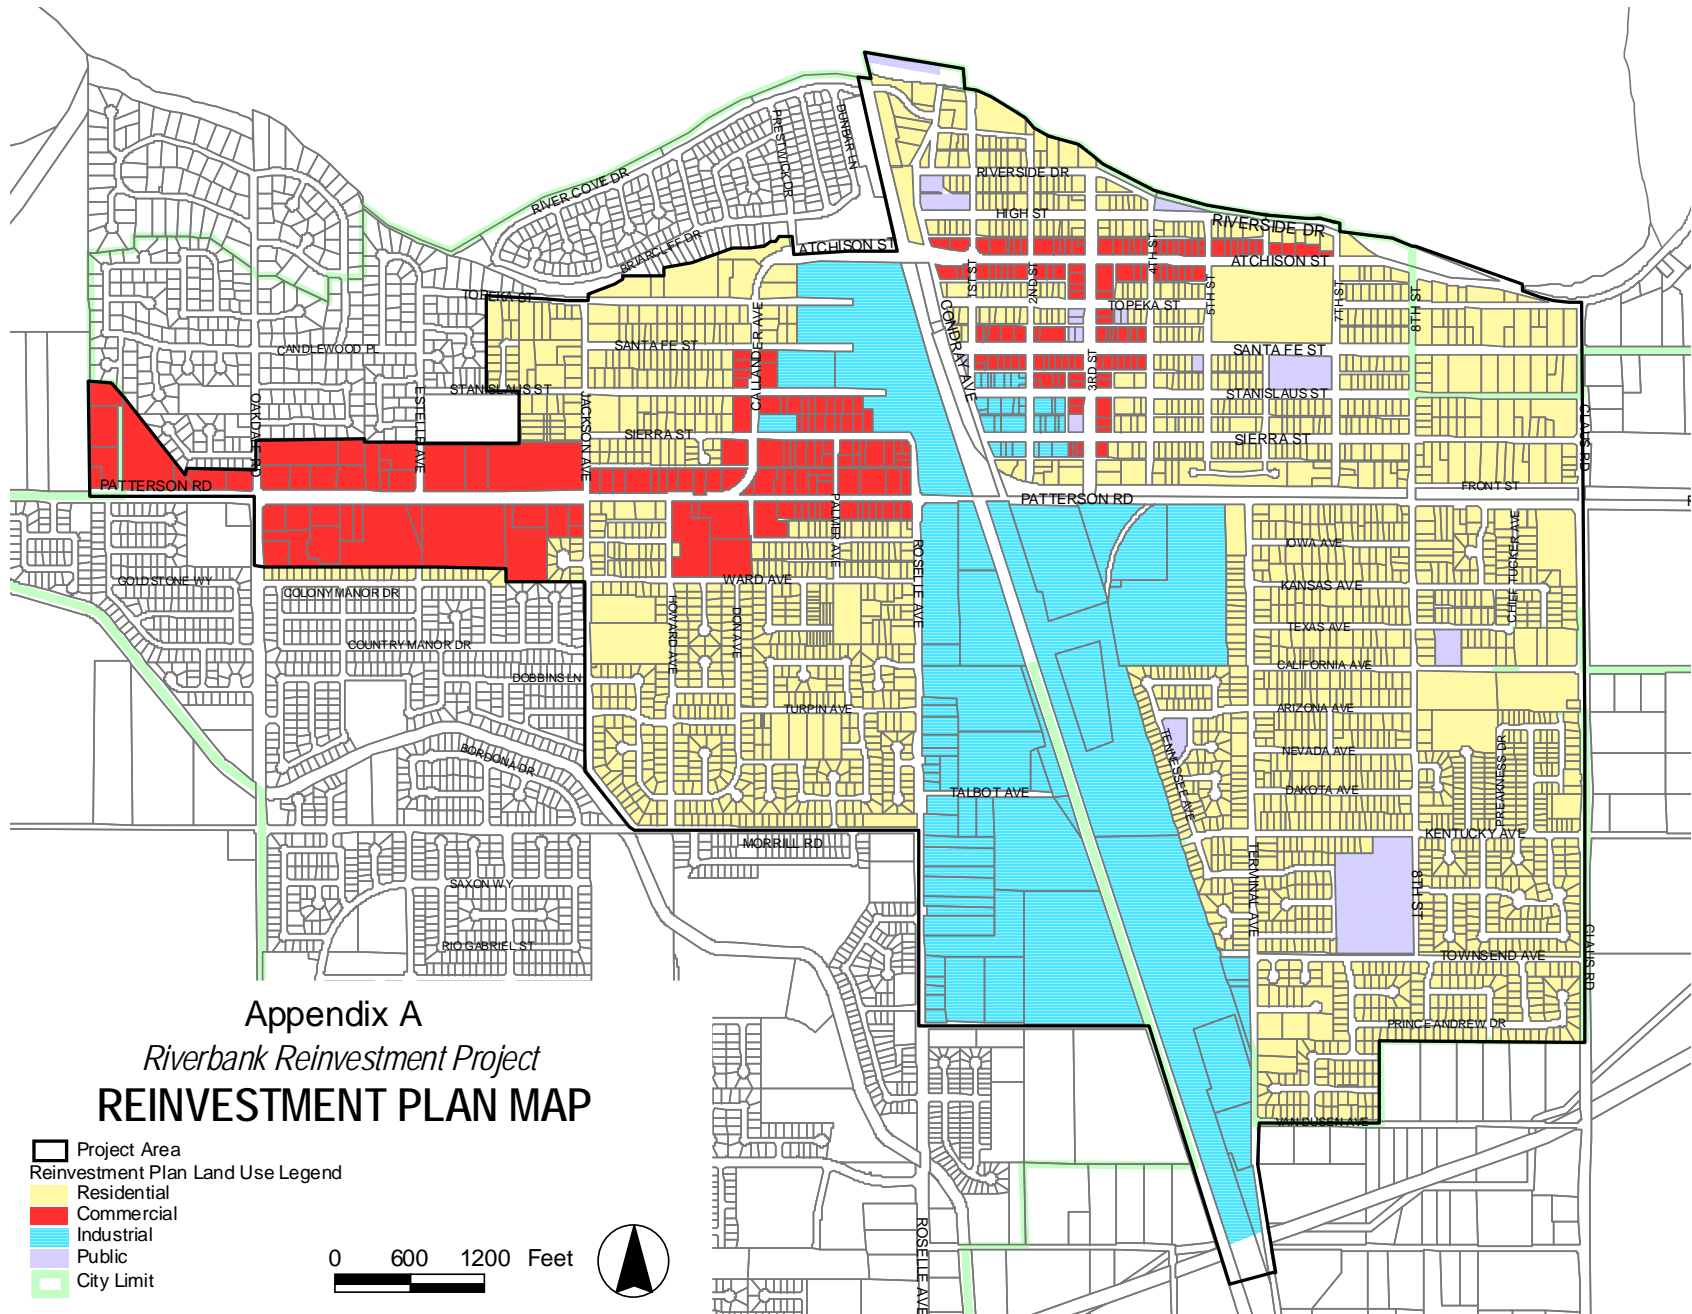 DUNBAR LN
PRESTWICK DR
RIVER COVE DR
RIVERSIDE DR
HIGH ST
RIVERSIDE DR
BRIARCLIFF DR
ATCHISON ST
4TH ST
ATCHISON ST
1ST ST
2ND ST
5TH ST
7TH ST
8TH ST
TOPEKA ST
CONDRAY AVE
TOPEKA ST
CALLANDER AVE
CANDLEWOOD PL
SANTA FE ST
3RD ST
SANTA FE ST
ESTELLE AVE
STANISLAUS ST
STANISLAUS ST
OAKDALE RD
JACKSON AVE
SIERRA ST
SIERRA ST
CLAUS RD
PATTERSON RD
PATTERSON RD
FRONT ST
PALMER AVE
ROSELLE AVE
IOWA AVE
CHIEF TUCKER AVE
GOLDSTONE WY
COLONY MANOR DR
WARD AVE
KANSAS AVE
HOWARD AVE
DON AVE
TEXAS AVE
COUNTRY MANOR DR
CALIFORNIA AVE
DOBBINS LN
TURPIN AVE
ARIZONA AVE
BORDONA DR
TENNESSEE AVE
NEVADA AVE
PREAKNESS DR
TALBOT AVE
DAKOTA AVE
MORRILL RD
KENTUCKY AVE
TERMINAL AVE
8TH ST
SAXON WY
RIO GABRIEL ST
TOWNSEND AVE
CLAUS RD
PRINCE ANDREW DR
VAN DUSEN AVE
ROSELLE AVE
Appendix A
Riverbank Reinvestment Project
REINVESTMENT PLAN MAP
Project Area
Reinvestment Plan Land Use Legend
Residential
Commercial
Industrial
Public
City Limit
0 600 1200 Feet